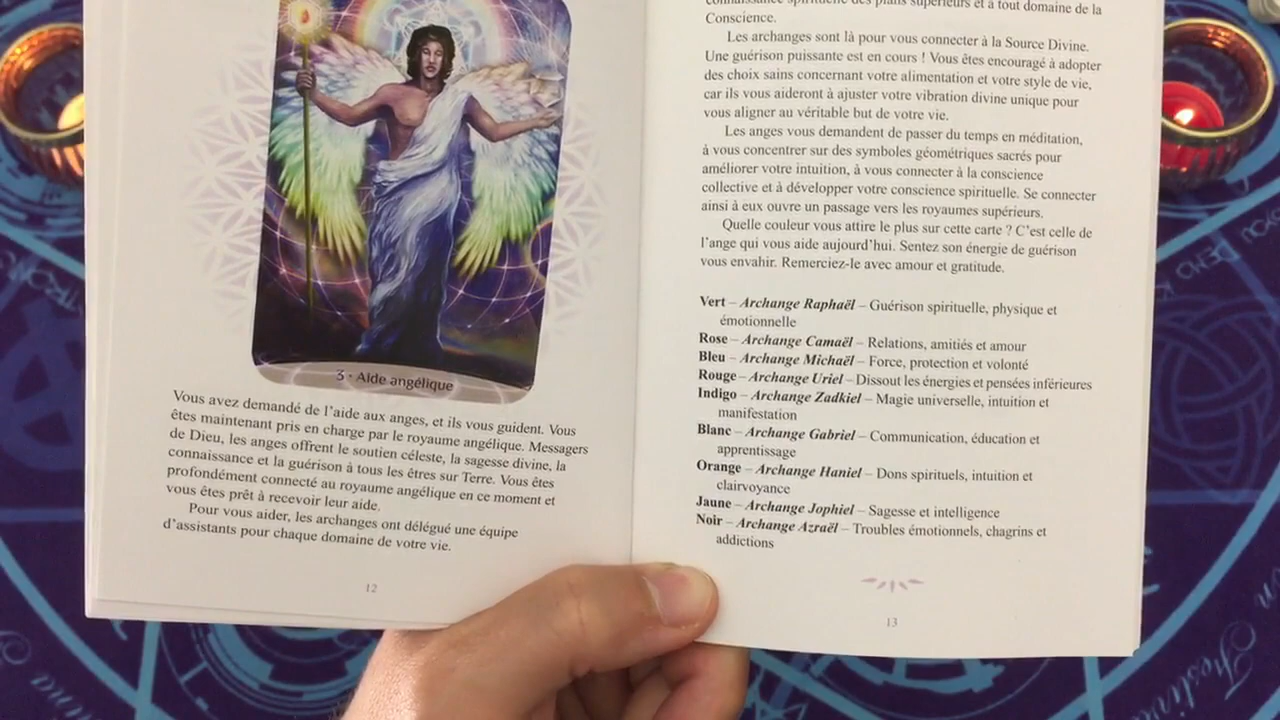 3 · Aide angélique
Vous avez demandé de l'aide aux anges, et ils vous guident. Vous
êtes maintenant pris en charge par le royaume angélique. Messagers
de Dieu, les anges offrent le soutien céleste, la sagesse divine, la
connaissance et la guérison à tous les êtres sur Terre. Vous êtes
profondément connecté au royaume angélique en ce moment et
vous êtes prêt à recevoir leur aide.
Pour vous aider, les archanges ont délégué une équipe
d'assistants pour chaque domaine de votre vie.
12
connaissance spirituelle des plans supérieurs et à tout domaine de la
Conscience.
Les archanges sont là pour vous connecter à la Source Divine.
Une guérison puissante est en cours ! Vous êtes encouragé à adopter
des choix sains concernant votre alimentation et votre style de vie,
car ils vous aideront à ajuster votre vibration divine unique pour
vous aligner au véritable but de votre vie.
Les anges vous demandent de passer du temps en méditation,
à vous concentrer sur des symboles géométriques sacrés pour
améliorer votre intuition, à vous connecter à la conscience
collective et à développer votre conscience spirituelle. Se connecter
ainsi à eux ouvre un passage vers les royaumes supérieurs.
Quelle couleur vous attire le plus sur cette carte ? C'est celle de
l'ange qui vous aide aujourd'hui. Sentez son énergie de guérison
vous envahir. Remerciez-le avec amour et gratitude.
Vert – Archange Raphaël – Guérison spirituelle, physique et
émotionnelle
Rose – Archange Camaël – Relations, amitiés et amour
Bleu – Archange Michaël – Force, protection et volonté
Rouge – Archange Uriel – Dissout les énergies et pensées inférieures
Indigo – Archange Zadkiel – Magie universelle, intuition et
manifestation
Blanc – Archange Gabriel – Communication, éducation et
apprentissage
Orange – Archange Haniel – Dons spirituels, intuition et
clairvoyance
Jaune – Archange Jophiel – Sagesse et intelligence
Noir – Archange Azraël – Troubles émotionnels, chagrins et
addictions
13